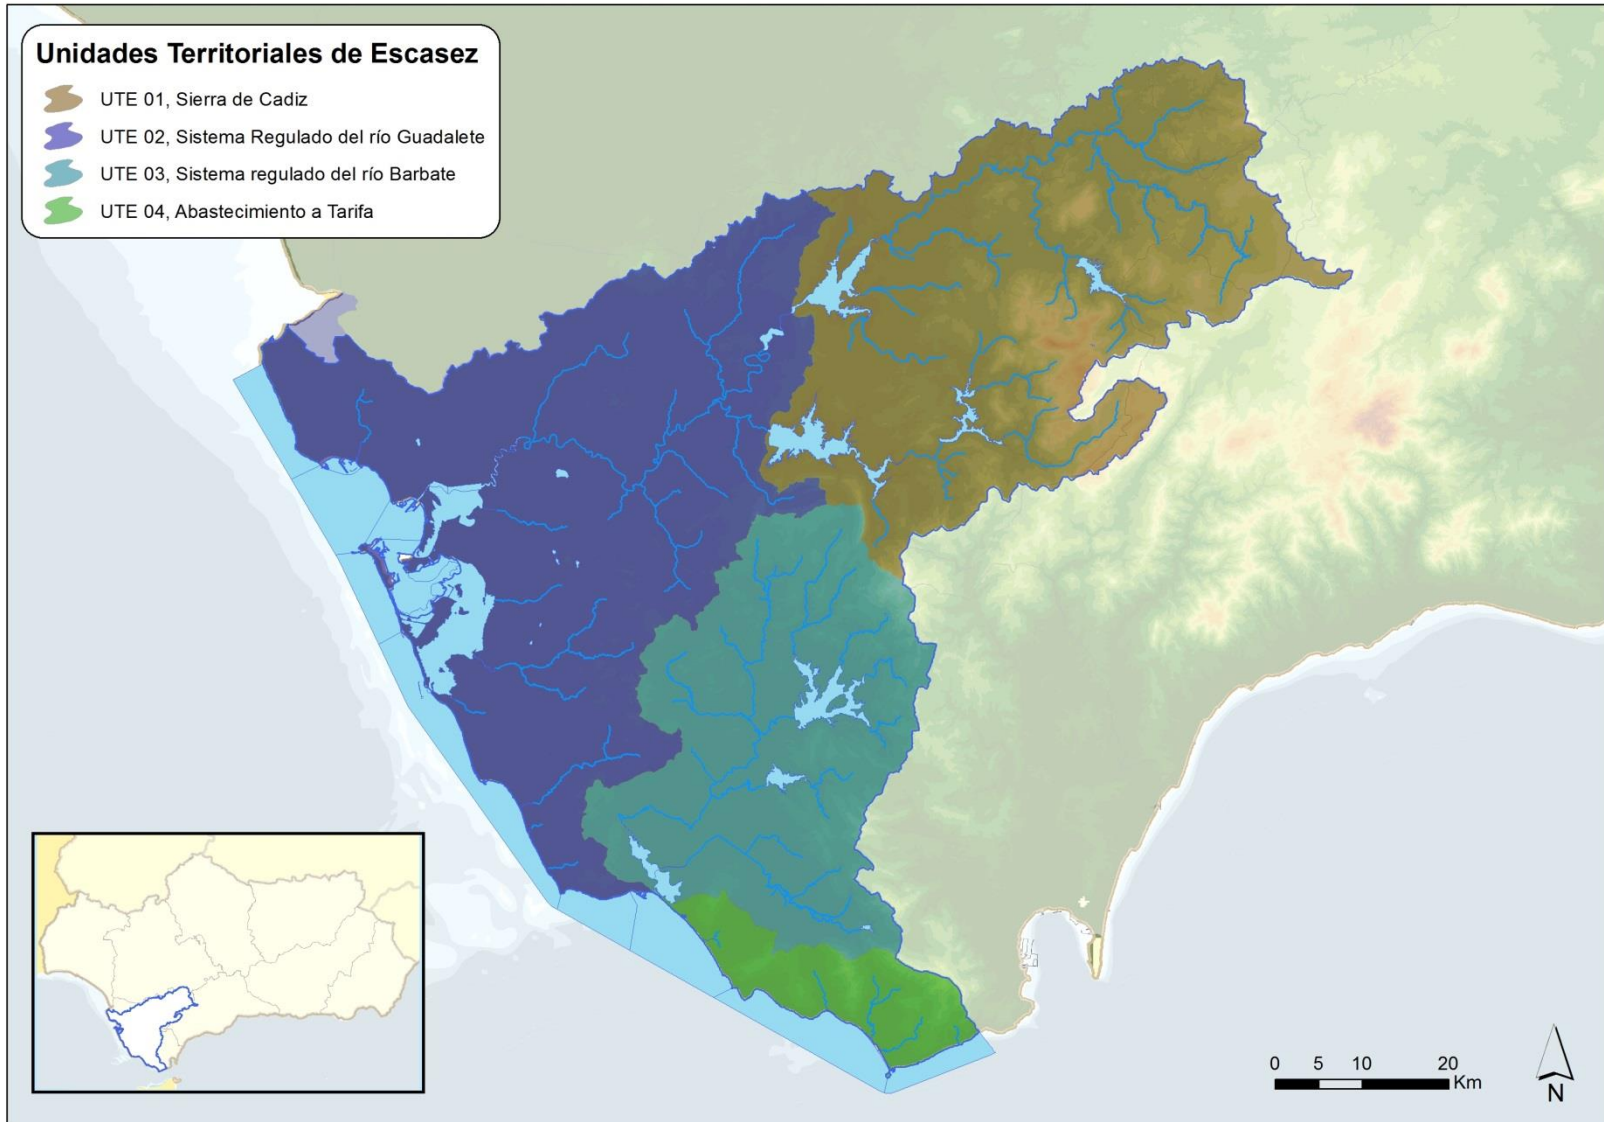 Unidades Territoriales de Escasez
UTE 01, Sierra de Cadiz
UTE 02, Sistema Regulado del río Guadalete
UTE 03, Sistema regulado del río Barbate
UTE 04, Abastecimiento a Tarifa
0 5 10 20
Km
N